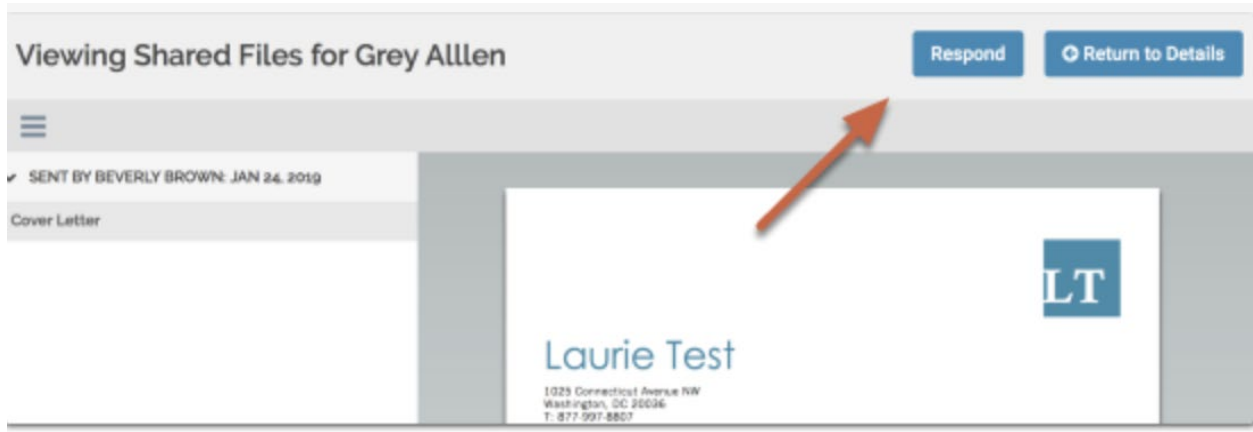 Viewing Shared Files for Grey Alllen
Respond
Return to Details
SENT BY BEVERLY BROWN: JAN 24, 2019
Cover Letter
LT
Laurie Test
1025 Connecticut Avenue NW
Washington, DC 20036
T: 877-997-8807